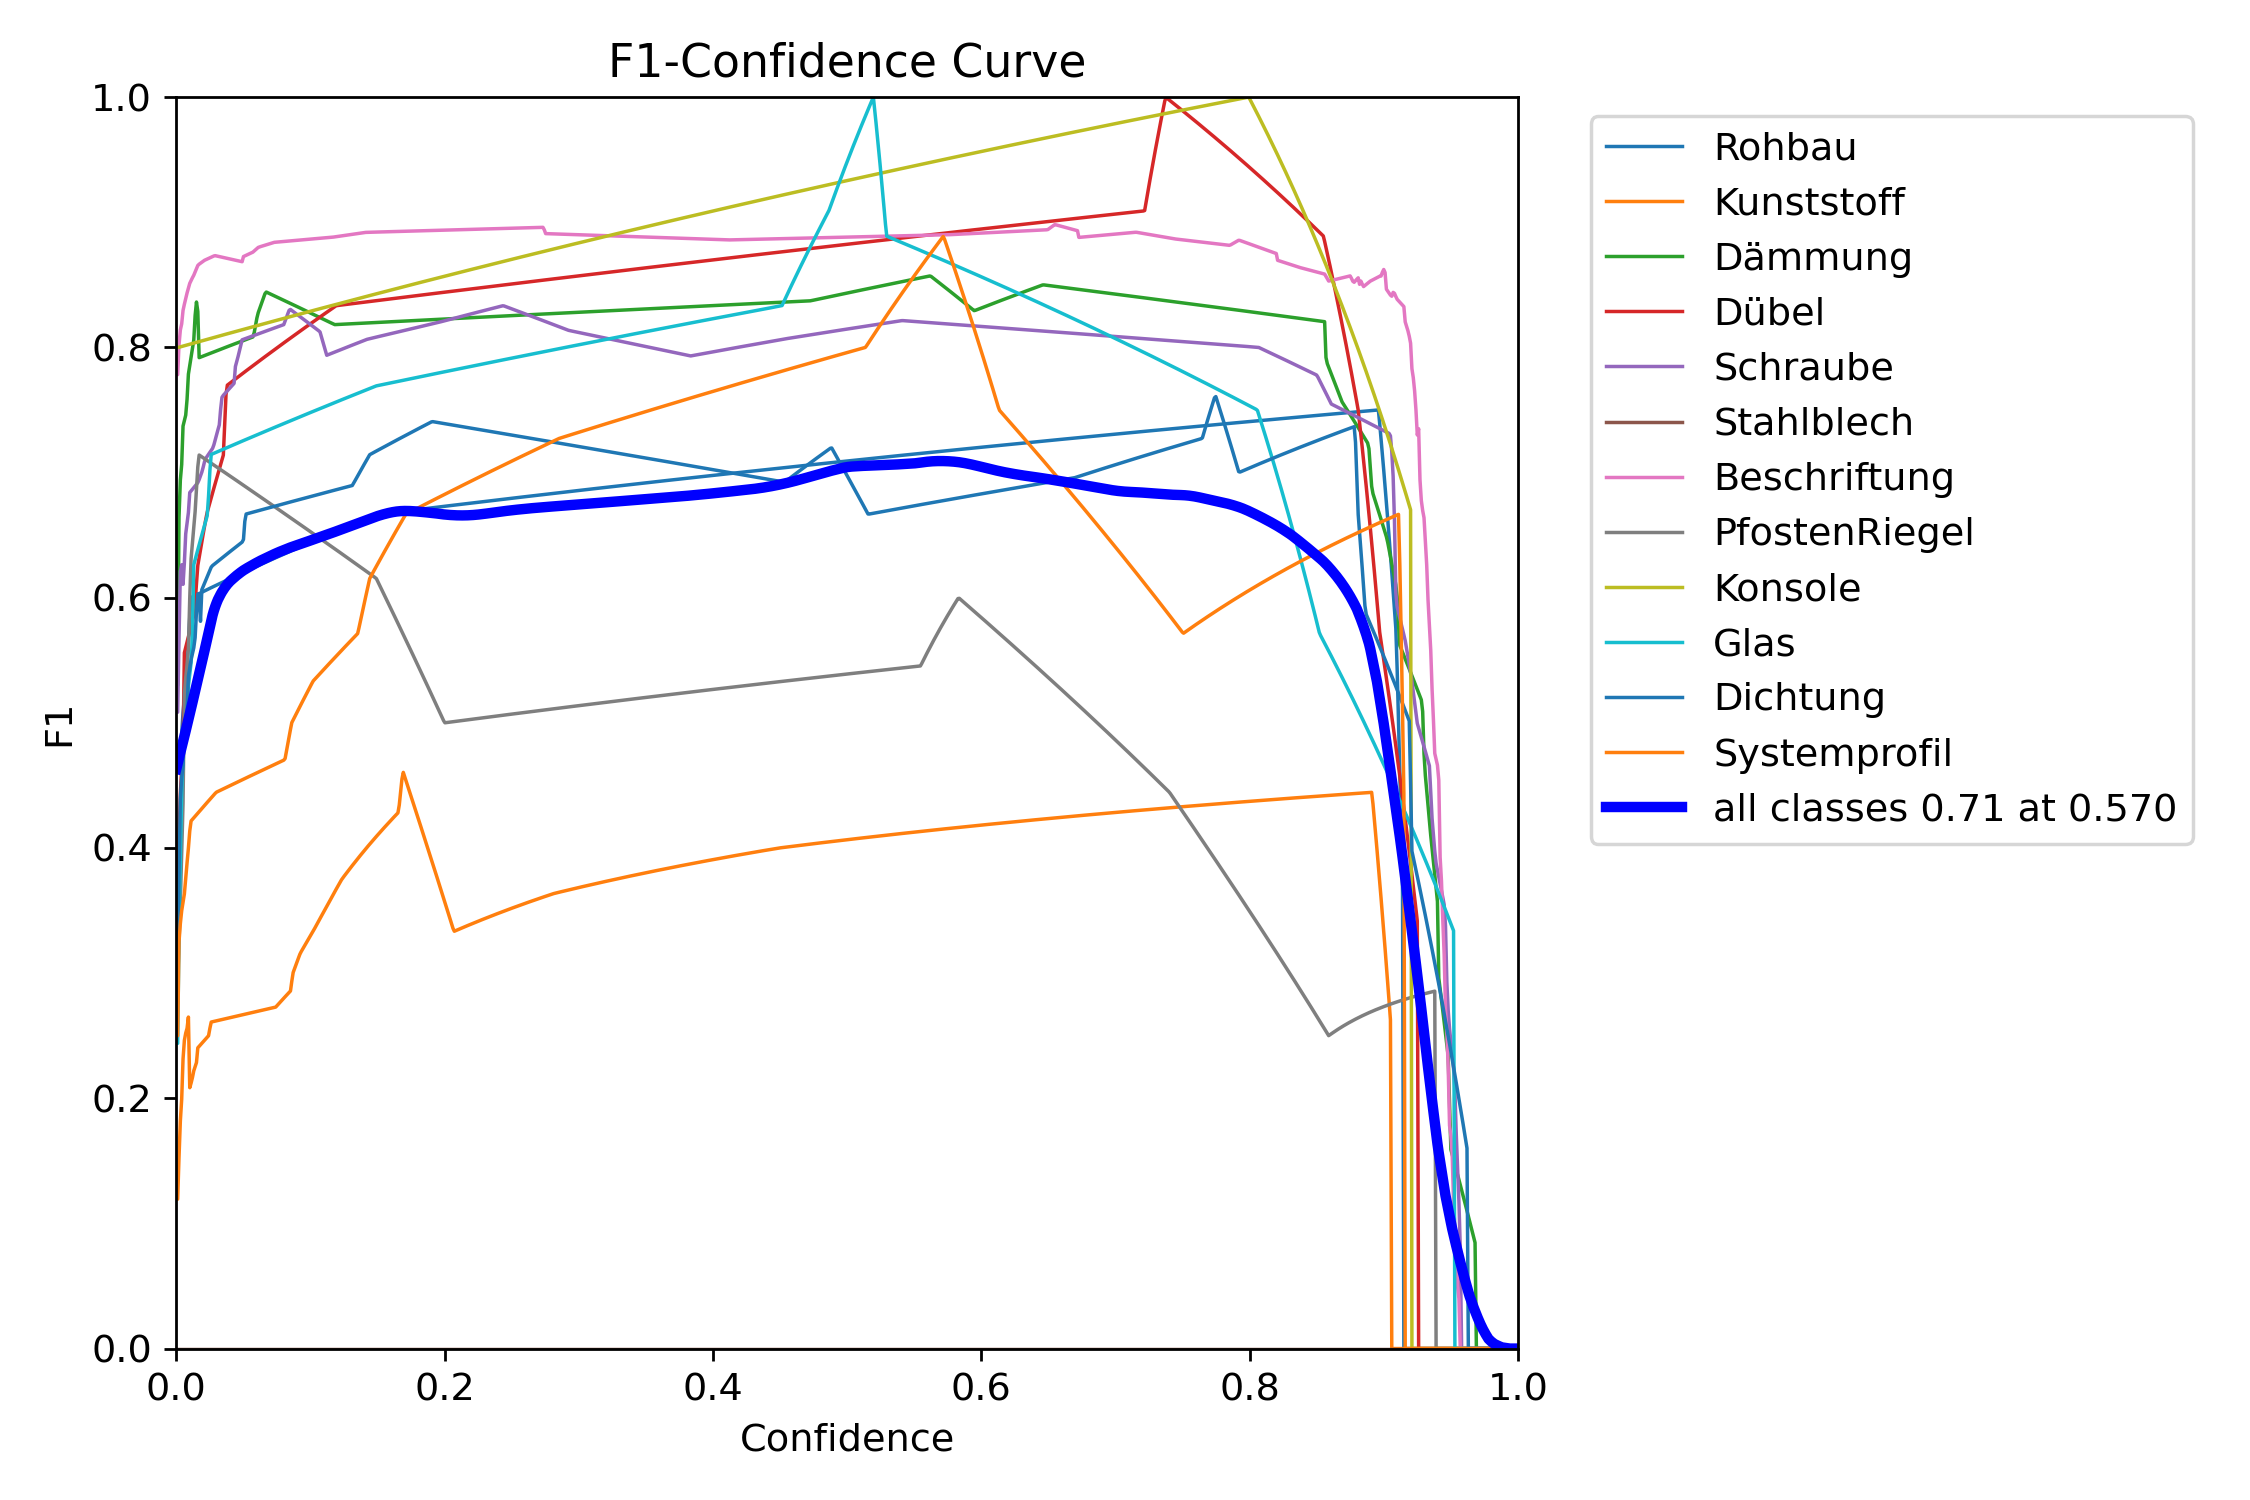 F1-Confidence Curve
1.0
0.8
0.6
0.4
0.2
0.0
F1
0.0 0.2 0.4 0.6 0.8 1.0
Confidence
Rohbau
Kunststoff
Dämmung
Dübel
Schraube
Stahlblech
Beschriftung
PfostenRiegel
Konsole
Glas
Dichtung
Systemprofil
all classes 0.71 at 0.570